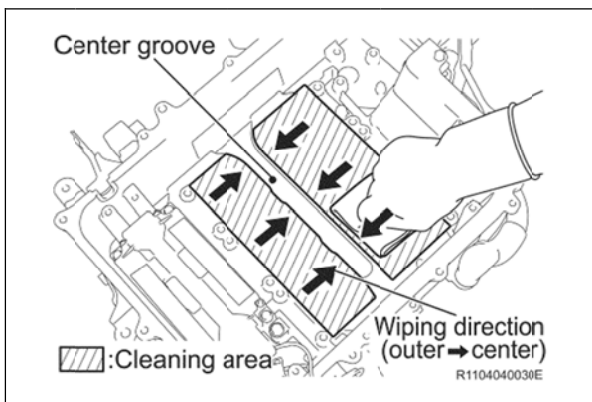 Center groove
Wiping direction
(outer➡center)
:Cleaning area
R1104040030E